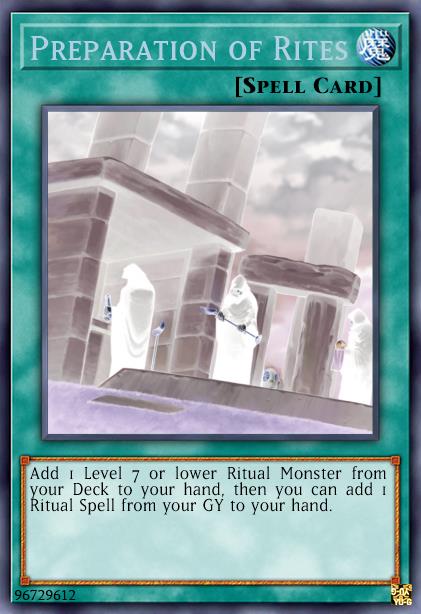 Preparation of Rites
魔
[Spell Card]
Add 1 Level 7 or lower Ritual Monster from
your Deck to your hand, then you can add 1
Ritual Spell from your GY to your hand.
96729612